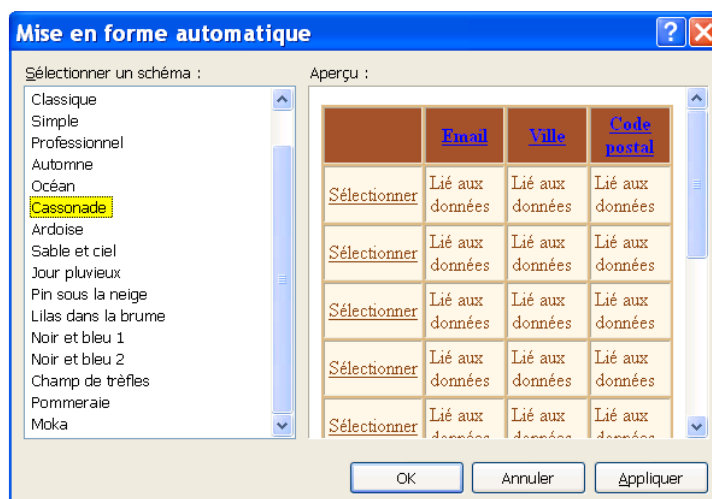 Mise en forme automatique
Sélectionner un schéma :
Classique
Simple
Professionnel
Automne
Océan
Cassonade
Ardoise
Sable et ciel
Jour pluvieux
Pin sous la neige
Lilas dans la brume
Noir et bleu 1
Noir et bleu 2
Champ de trèfles
Pommeraie
Moka
Aperçu :
Email Ville Code
postal
Sélectionner Lié aux Lié aux Lié aux
données données données
Sélectionner Lié aux Lié aux Lié aux
données données données
Sélectionner Lié aux Lié aux Lié aux
données données données
Sélectionner Lié aux Lié aux Lié aux
données données données
Sélectionner Lié aux Lié aux Lié aux
données données données
OK Annuler Appliquer